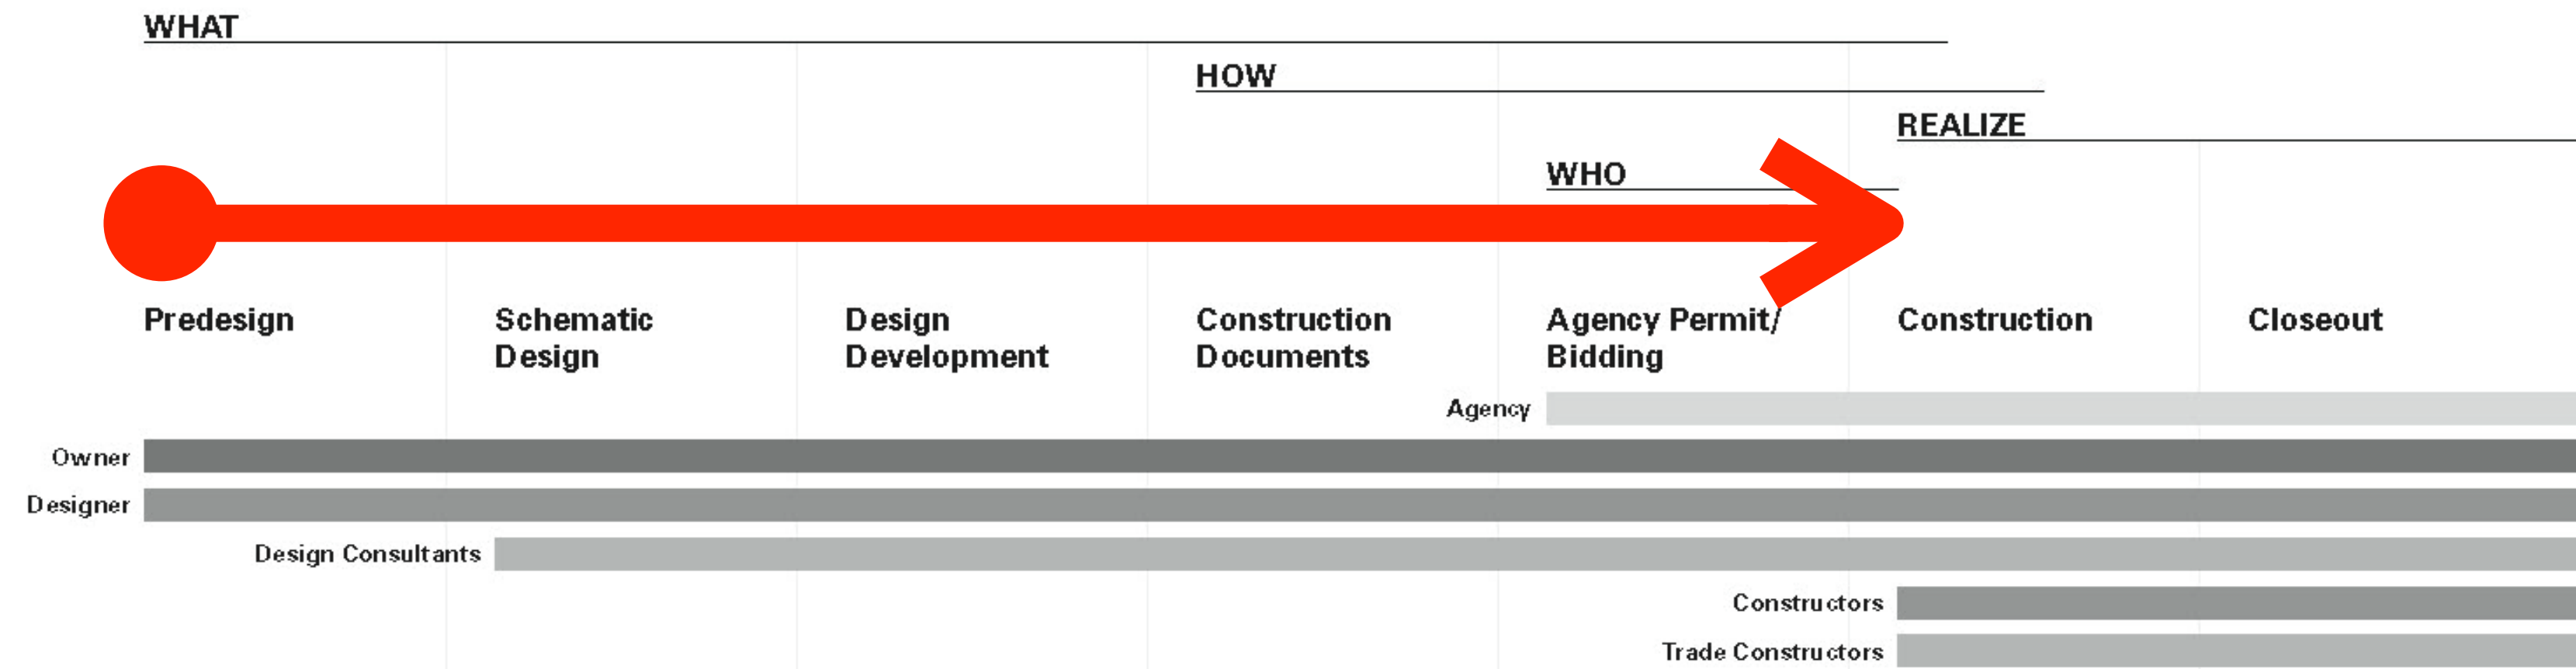 WHAT
HOW
REALIZE
WHO
Predesign
Schematic
Design
Design
Development
Construction
Documents
Agency Permit/
Bidding
Construction
Closeout
Agency
Owner
Designer
Design Consultants
Constructors
Trade Constructors